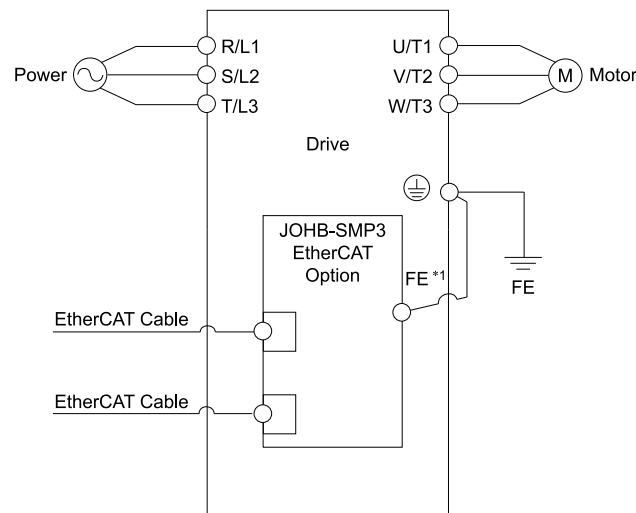 Power
R/L1
S/L2
T/L3
U/T1
V/T2
W/T3
M
Motor
Drive
JOHB-SMP3
EtherCAT
Option
FE *1
FE
EtherCAT Cable
EtherCAT Cable